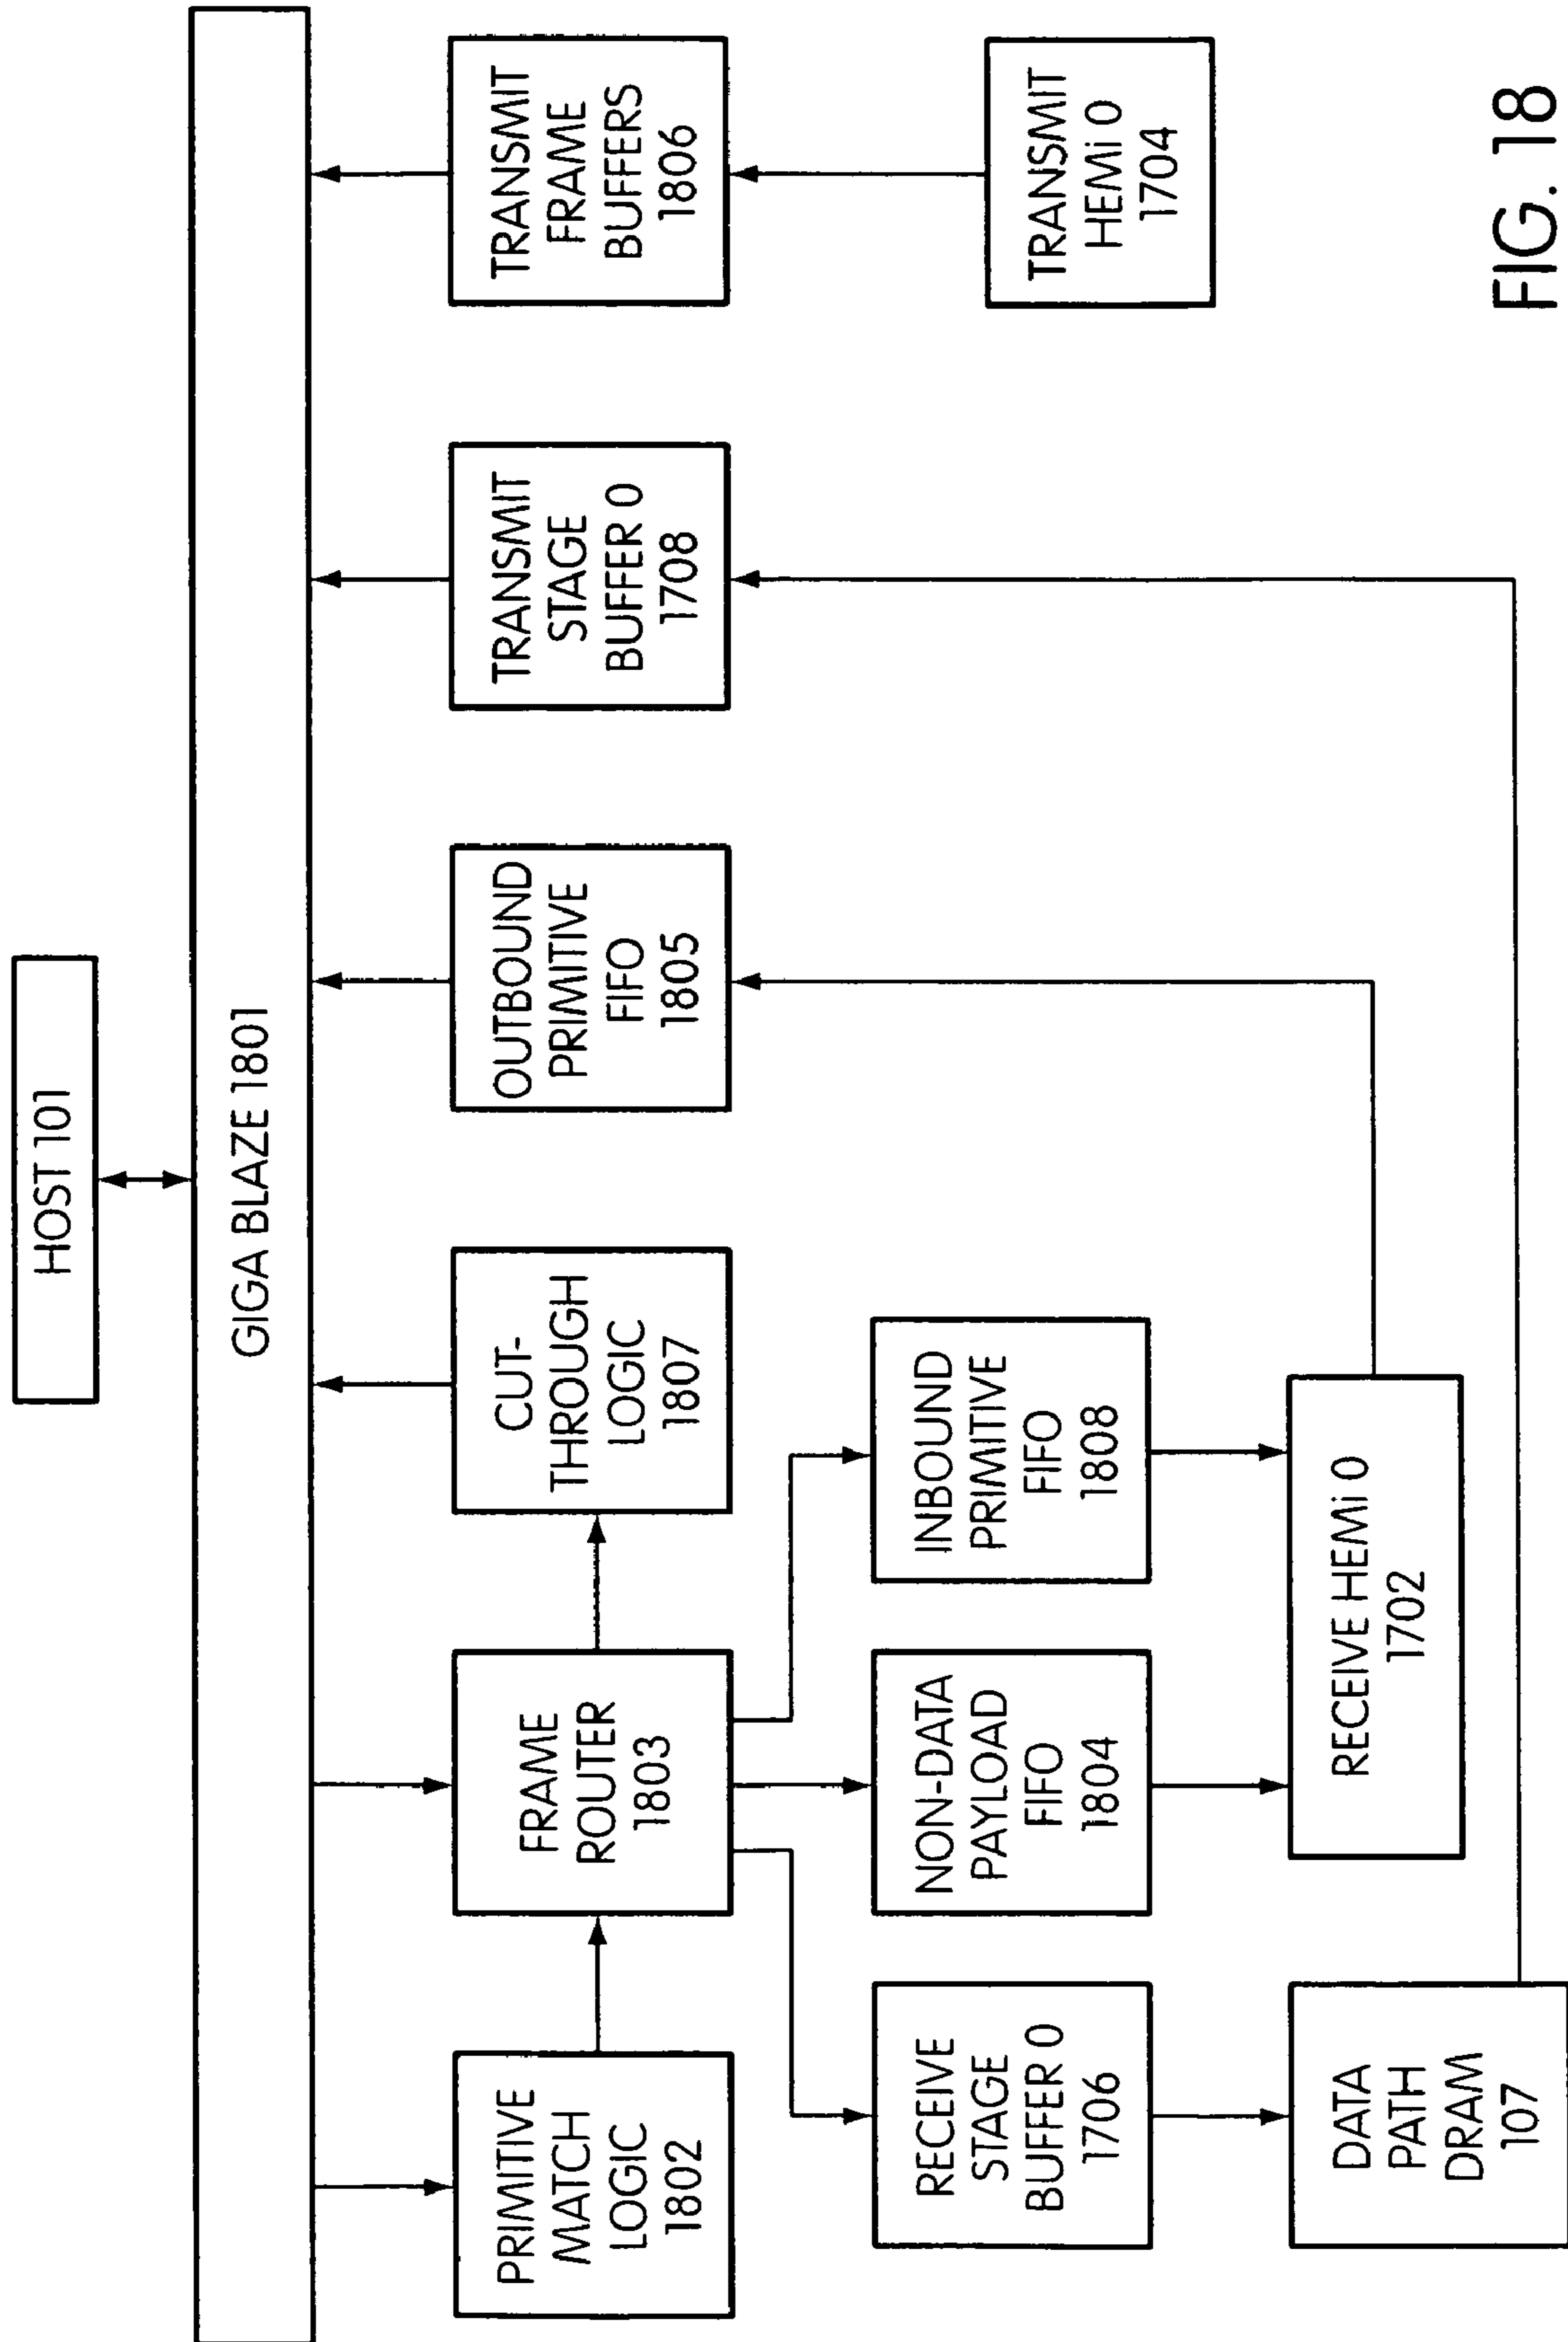 HOST 101
GIGA BLAZE 1801
PRIMITIVE
MATCH
LOGIC
1802
FRAME
ROUTER
1803
CUT-
THROUGH
LOGIC
1807
OUTBOUND
PRIMITIVE
FIFO
1805
TRANSMIT
STAGE
BUFFER 0
1708
TRANSMIT
FRAME
BUFFERS
1806
RECEIVE
STAGE
BUFFER 0
1706
NON-DATA
PAYLOAD
FIFO
1804
INBOUND
PRIMITIVE
FIFO
1808
TRANSMIT
HEMi 0
1704
DATA
PATH
DRAM
107
RECEIVE HEMi 0
1702
FIG. 18